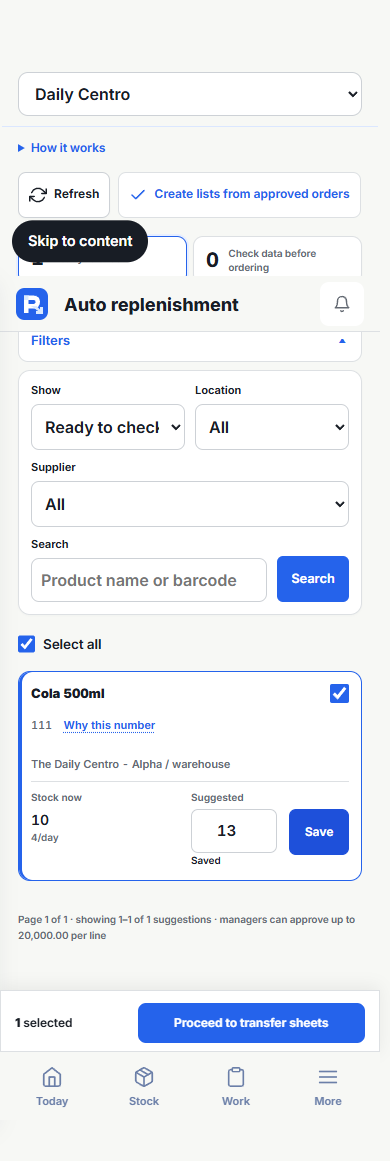 Daily Centro
How it works
Refresh
Create lists from approved orders
Skip to content
0
Check data before
ordering
Auto replenishment
Filters
Show
Location
Ready to check
All
Supplier
All
Search
Product name or barcode
Search
Select all
Cola 500ml
111 Why this number
The Daily Centro - Alpha / warehouse
Stock now
Suggested
10
4/day
13
Save
Saved
Page 1 of 1 · showing 1–1 of 1 suggestions · managers can approve up to
20,000.00 per line
1 selected
Proceed to transfer sheets
Today
Stock
Work
More